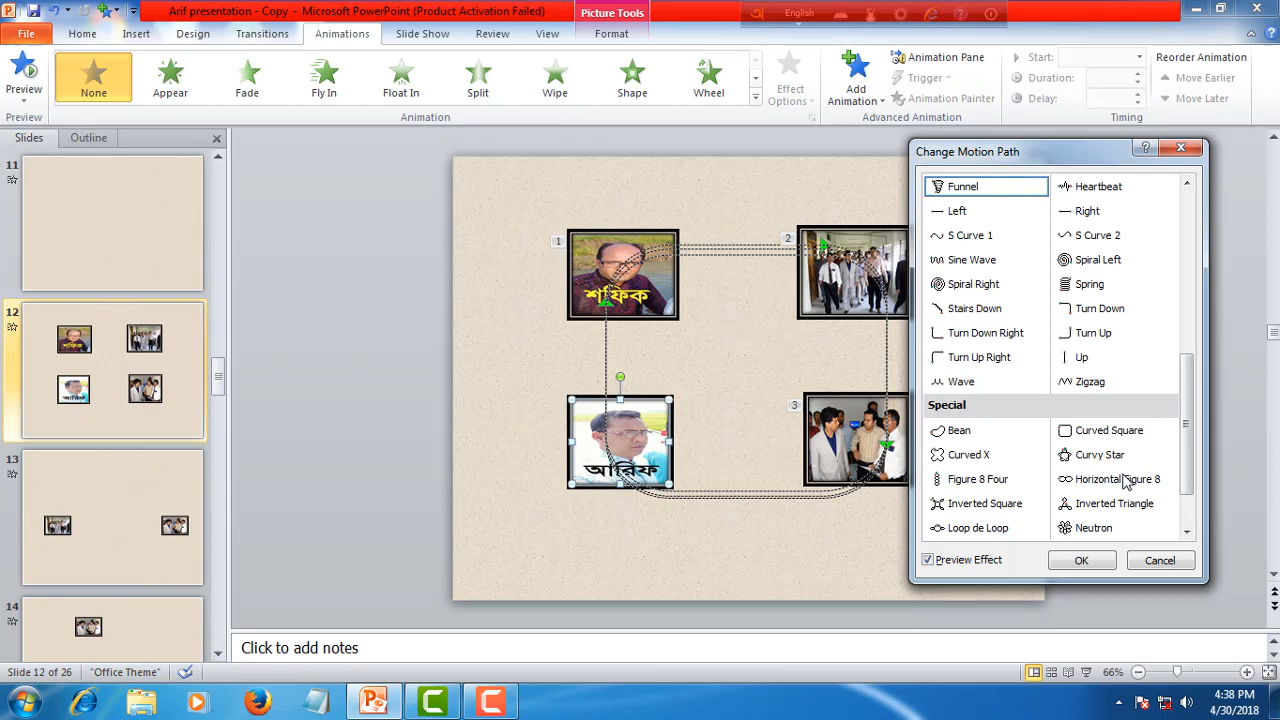 Arif presentation - Copy - Microsoft PowerPoint (Product Activation Failed)
Picture Tools
English
File Home Insert Design Transitions Animations Slide Show Review View Format
Preview
None
Appear
Fade
Fly In
Float In
Split
Wipe
Shape
Wheel
Effect Options
Add Animation
Animation Pane
Trigger
Animation Painter
Start:
Duration:
Delay:
Reorder Animation
Move Earlier
Move Later
Preview
Animation
Advanced Animation
Timing
Slides Outline
11
12
13
14
1
2
3
শফিক
আরিফ
Change Motion Path
Funnel Heartbeat
Left Right
S Curve 1 S Curve 2
Sine Wave Spiral Left
Spiral Right Spring
Stairs Down Turn Down
Turn Down Right Turn Up
Turn Up Right Up
Wave Zigzag
Special
Bean Curved Square
Curved X Curvy Star
Figure 8 Four Horizontal Figure 8
Inverted Square Inverted Triangle
Loop de Loop Neutron
Preview Effect OK Cancel
Click to add notes
Slide 12 of 26 "Office Theme" 66%
4:38 PM
4/30/2018